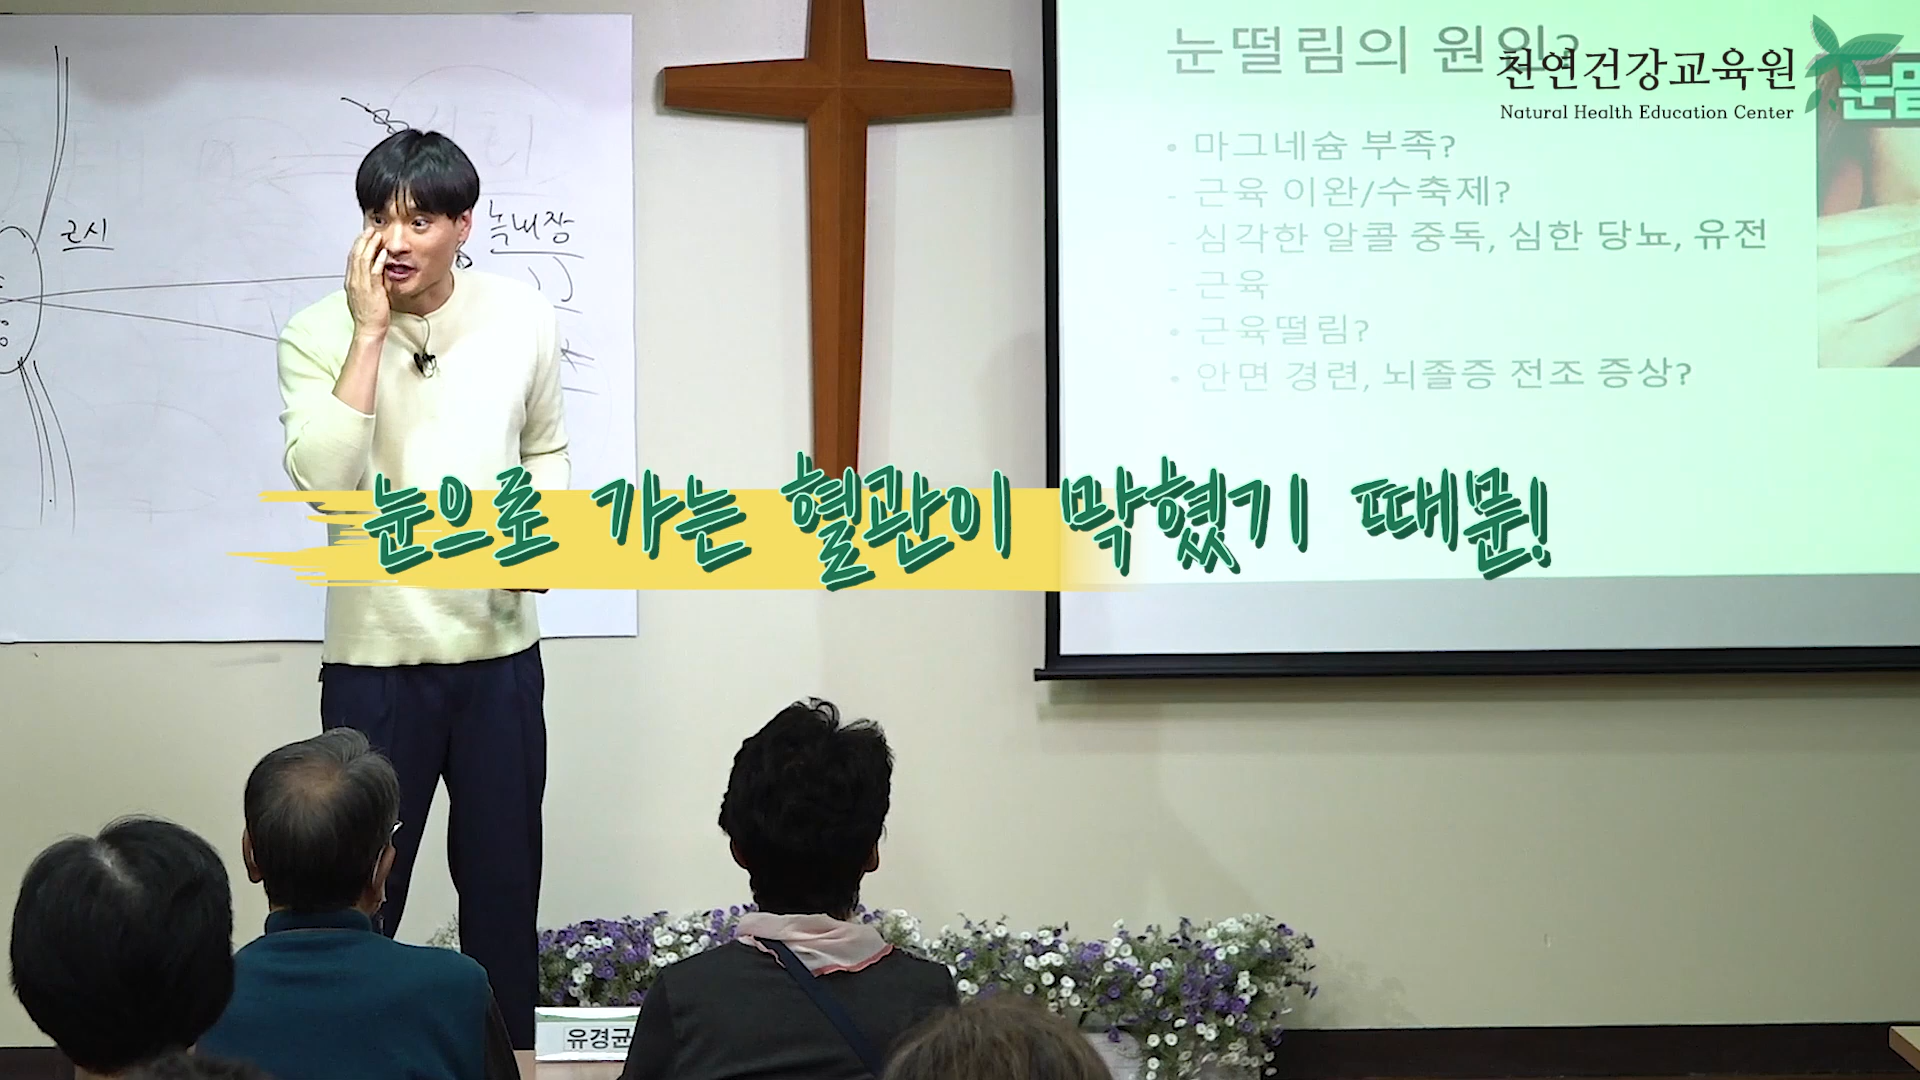 눈떨림의 원인?
천연건강교육원
Natural Health Education Center
눈밑
• 마그네슘 부족?
- 근육 이완/수축제?
- 심각한 알콜 중독, 심한 당뇨, 유전
- 근육
• 근육떨림?
• 안면 경련, 뇌졸증 전조 증상?
근시
녹내장
눈으로 가는 혈관이 막혔기 때문!
유경균